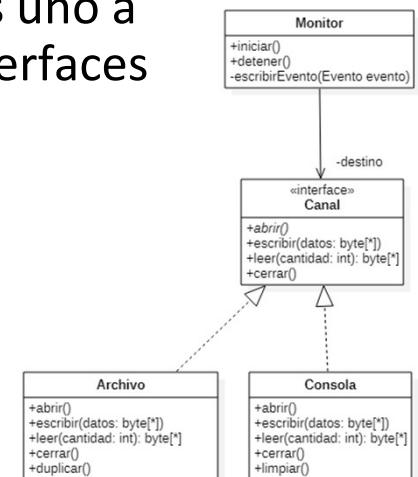 s uno a
erfaces
Monitor
+iniciar()
+detener()
-escribirEvento(Evento evento)
-destino
«interface»
Canal
+abrir()
+escribir(datos: byte[*])
+leer(cantidad: int): byte[*]
+cerrar()
Archivo
+abrir()
+escribir(datos: byte[*])
+leer(cantidad: int): byte[*]
+cerrar()
+duplicar()
Consola
+abrir()
+escribir(datos: byte[*])
+leer(cantidad: int): byte[*]
+cerrar()
+limpiar()